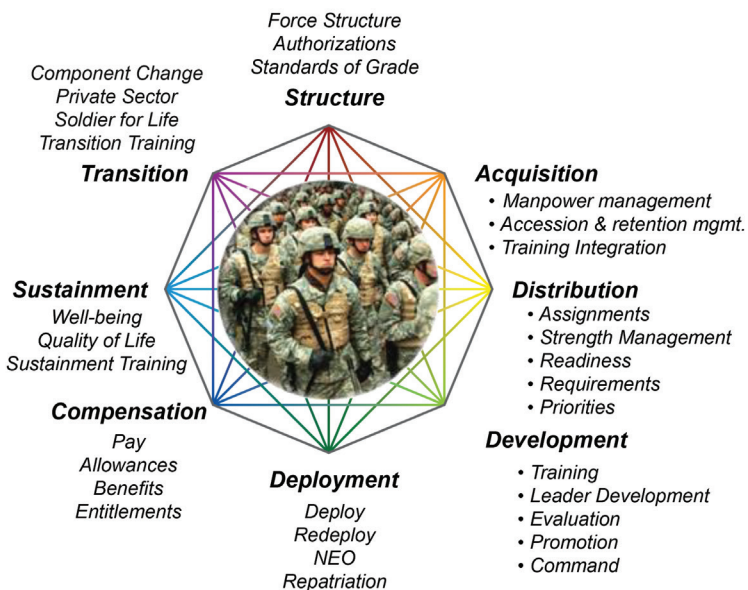 Force Structure
Authorizations
Standards of Grade
Structure
Component Change
Private Sector
Soldier for Life
Transition Training
Transition
Acquisition
• Manpower management
• Accession & retention mgmt.
• Training Integration
Sustainment
Well-being
Quality of Life
Sustainment Training
Distribution
• Assignments
• Strength Management
• Readiness
• Requirements
• Priorities
Compensation
Pay
Allowances
Benefits
Entitlements
Deployment
Deploy
Redeploy
NEO
Repatriation
Development
• Training
• Leader Development
• Evaluation
• Promotion
• Command